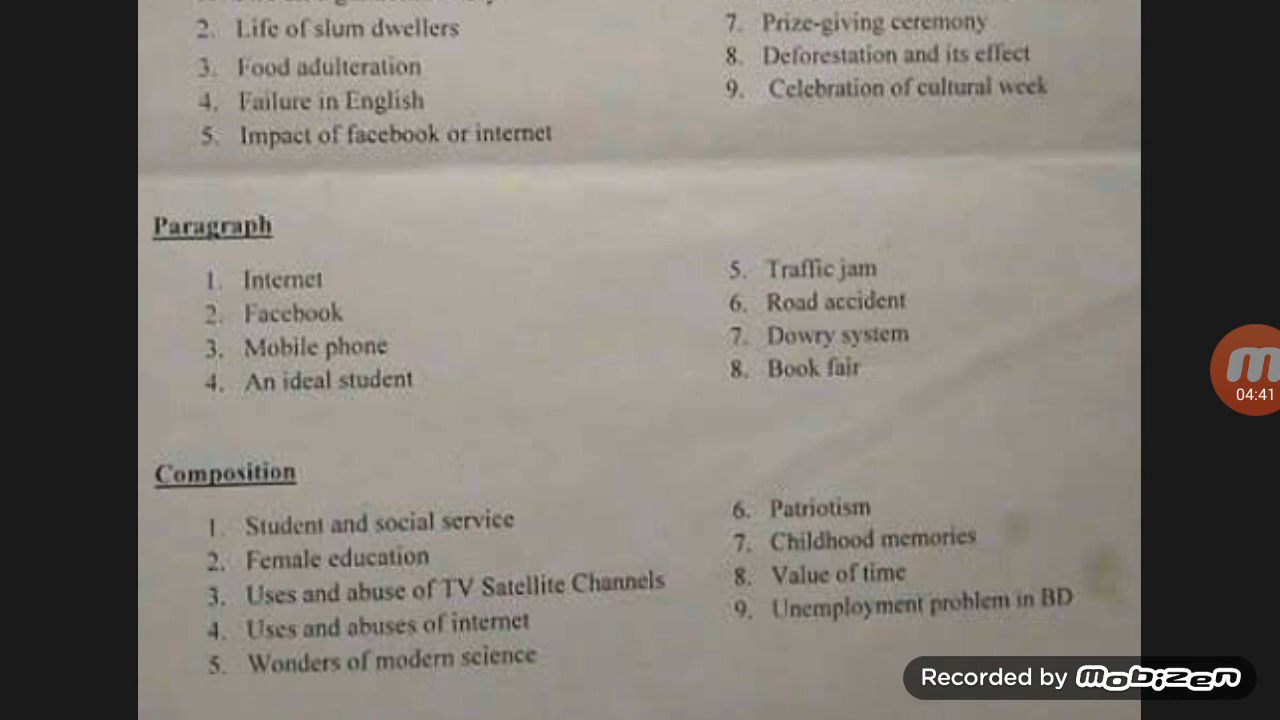 2. Life of slum dwellers
3. Food adulteration
4. Failure in English
5. Impact of facebook or internet
7. Prize-giving ceremony
8. Deforestation and its effect
9. Celebration of cultural week
Paragraph
1. Internet
2. Facebook
3. Mobile phone
4. An ideal student
5. Traffic jam
6. Road accident
7. Dowry system
8. Book fair
Composition
1. Student and social service
2. Female education
3. Uses and abuse of TV Satellite Channels
4. Uses and abuses of internet
5. Wonders of modern science
6. Patriotism
7. Childhood memories
8. Value of time
9. Unemployment problem in BD
04:41
Recorded by mobizen